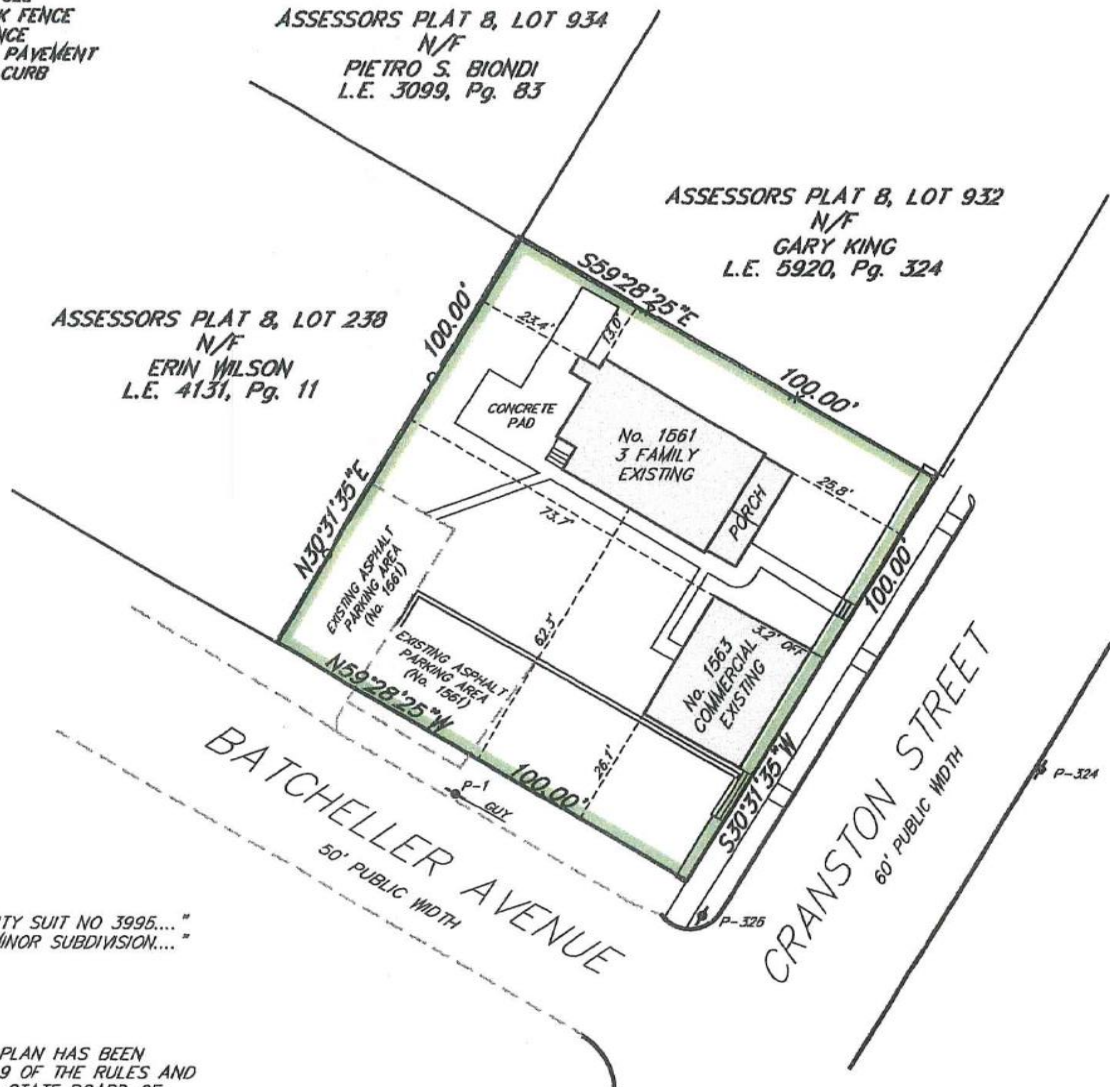 K FENCE
NCE
PAVEMENT
CURB
ASSESSORS PLAT 8, LOT 934
N/F
PIETRO S. BIONDI
L.E. 3099, Pg. 83
ASSESSORS PLAT 8, LOT 932
N/F
GARY KING
L.E. 5920, Pg. 324
ASSESSORS PLAT 8, LOT 238
N/F
ERIN WILSON
L.E. 4131, Pg. 11
S59°28'25"E
100.00'
100.00'
N30°31'35"E
23.4'
13.0'
CONCRETE
PAD
No. 1561
3 FAMILY
EXISTING
PORCH
25.8'
73.7'
100.00'
S30°31'35"W
EXISTING ASPHALT
PARKING AREA
(No. 1561)
EXISTING ASPHALT
PARKING AREA
(No. 1561)
62.3'
3.2' OFF
No. 1563
COMMERCIAL
EXISTING
26.1'
N59°28'25"W
100.00'
P-1
GUY
BATCHELLER AVENUE
50' PUBLIC WIDTH
CRANSTON STREET
60' PUBLIC WIDTH
P-324
P-326
TY SUIT NO 3995...."
INOR SUBDIVISION...."
PLAN HAS BEEN
9 OF THE RULES AND
STATE BOARD OF